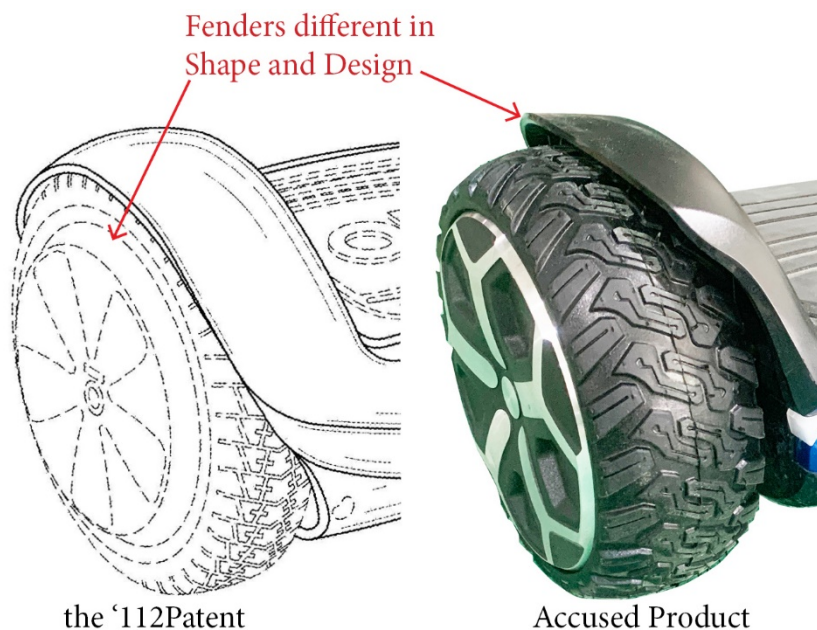 Fenders different in
Shape and Design
the ‘112Patent
Accused Product